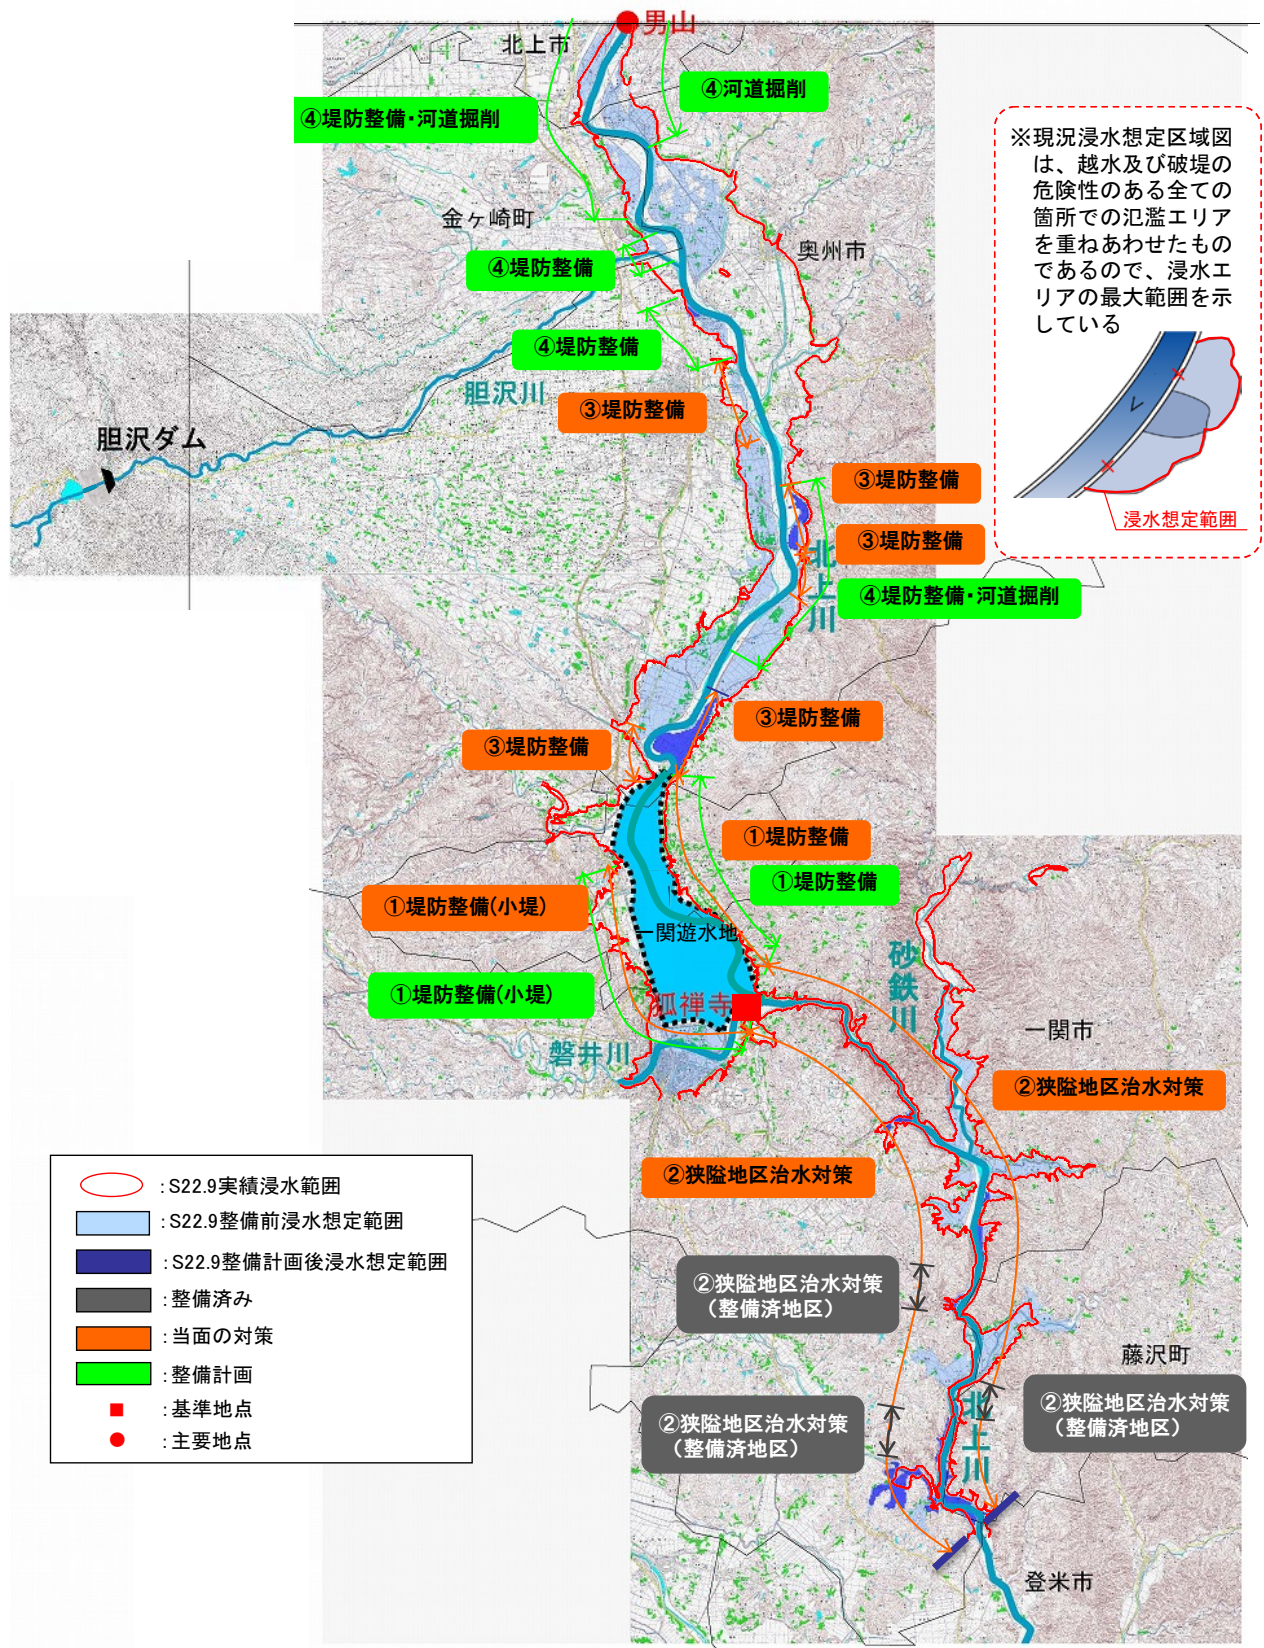 男山
北上市
④河道掘削
④堤防整備・河道掘削
※現況浸水想定区域図
は、越水及び破堤の
危険性のある全ての
箇所での氾濫エリア
を重ねあわせたもの
であるので、浸水エ
リアの最大範囲を示
している
浸水想定範囲
金ヶ崎町
奥州市
④堤防整備
④堤防整備
胆沢川
③堤防整備
胆沢ダム
③堤防整備
③堤防整備
北上川
④堤防整備・河道掘削
③堤防整備
③堤防整備
①堤防整備
①堤防整備
①堤防整備(小堤)
一関遊水地
砂鉄川
①堤防整備(小堤)
狐禅寺
一関市
磐井川
②狭隘地区治水対策
②狭隘地区治水対策
:S22.9実績浸水範囲
:S22.9整備前浸水想定範囲
:S22.9整備計画後浸水想定範囲
:整備済み
:当面の対策
:整備計画
:基準地点
:主要地点
②狭隘地区治水対策
(整備済地区)
藤沢町
②狭隘地区治水対策
(整備済地区)
②狭隘地区治水対策
(整備済地区)
北上川
登米市